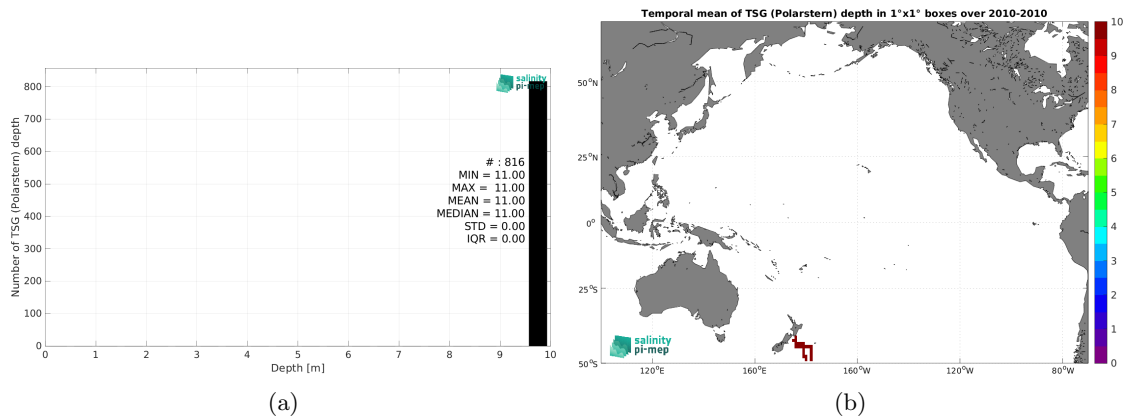 Number of TSG (Polarstern) depth
800
700
600
500
400
300
200
100
0
salinity
pi-mep
# : 816
MIN = 11.00
MAX = 11.00
MEAN = 11.00
MEDIAN = 11.00
STD = 0.00
IQR = 0.00
0 1 2 3 4 5 6 7 8 9 10
Depth [m]
(a)
Temporal mean of TSG (Polarstern) depth in 1°x1° boxes over 2010-2010
50°N
25°N
0°
25°S
50°S
salinity
pi-mep
120°E 160°E 160°W 120°W 80°W
10
9
8
7
6
5
4
3
2
1
0
(b)